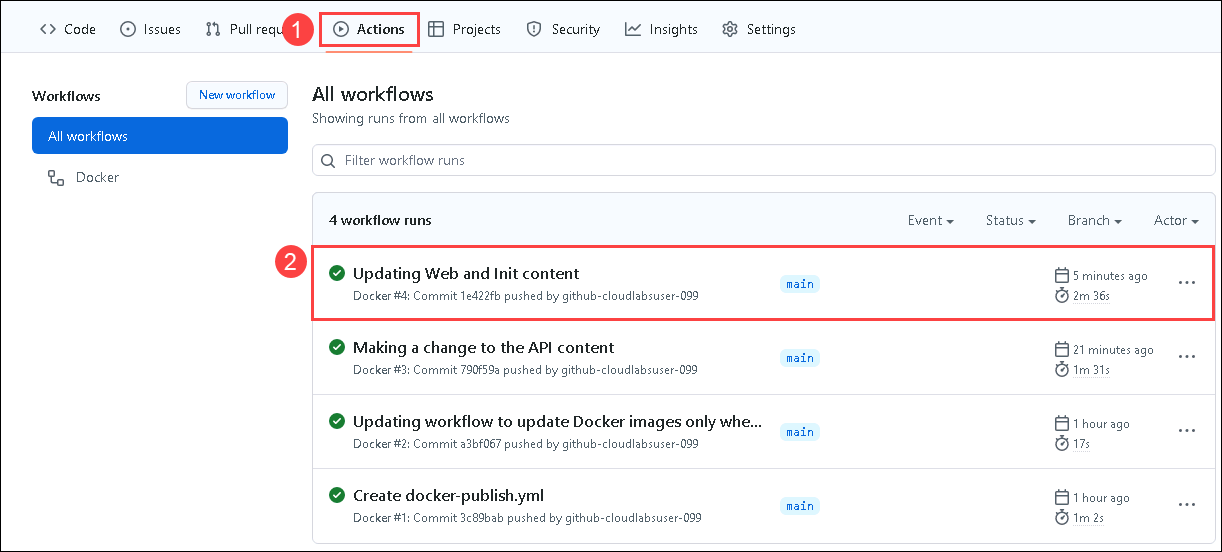 Code Issues Pull requ 1 Actions Projects Security Insights Settings
Workflows New workflow
All workflows
Docker
All workflows
Showing runs from all workflows
Filter workflow runs
4 workflow runs Event Status Branch Actor
2
Updating Web and Init content
main
5 minutes ago
Docker #4: Commit 1e422fb pushed by github-cloudlabsuser-099
2m 36s
...
Making a change to the API content
main
21 minutes ago
Docker #3: Commit 790f59a pushed by github-cloudlabsuser-099
1m 31s
...
Updating workflow to update Docker images only whe...
main
1 hour ago
Docker #2: Commit a3bf067 pushed by github-cloudlabsuser-099
17s
...
Create docker-publish.yml
main
1 hour ago
Docker #1: Commit 3c89bab pushed by github-cloudlabsuser-099
1m 2s
...